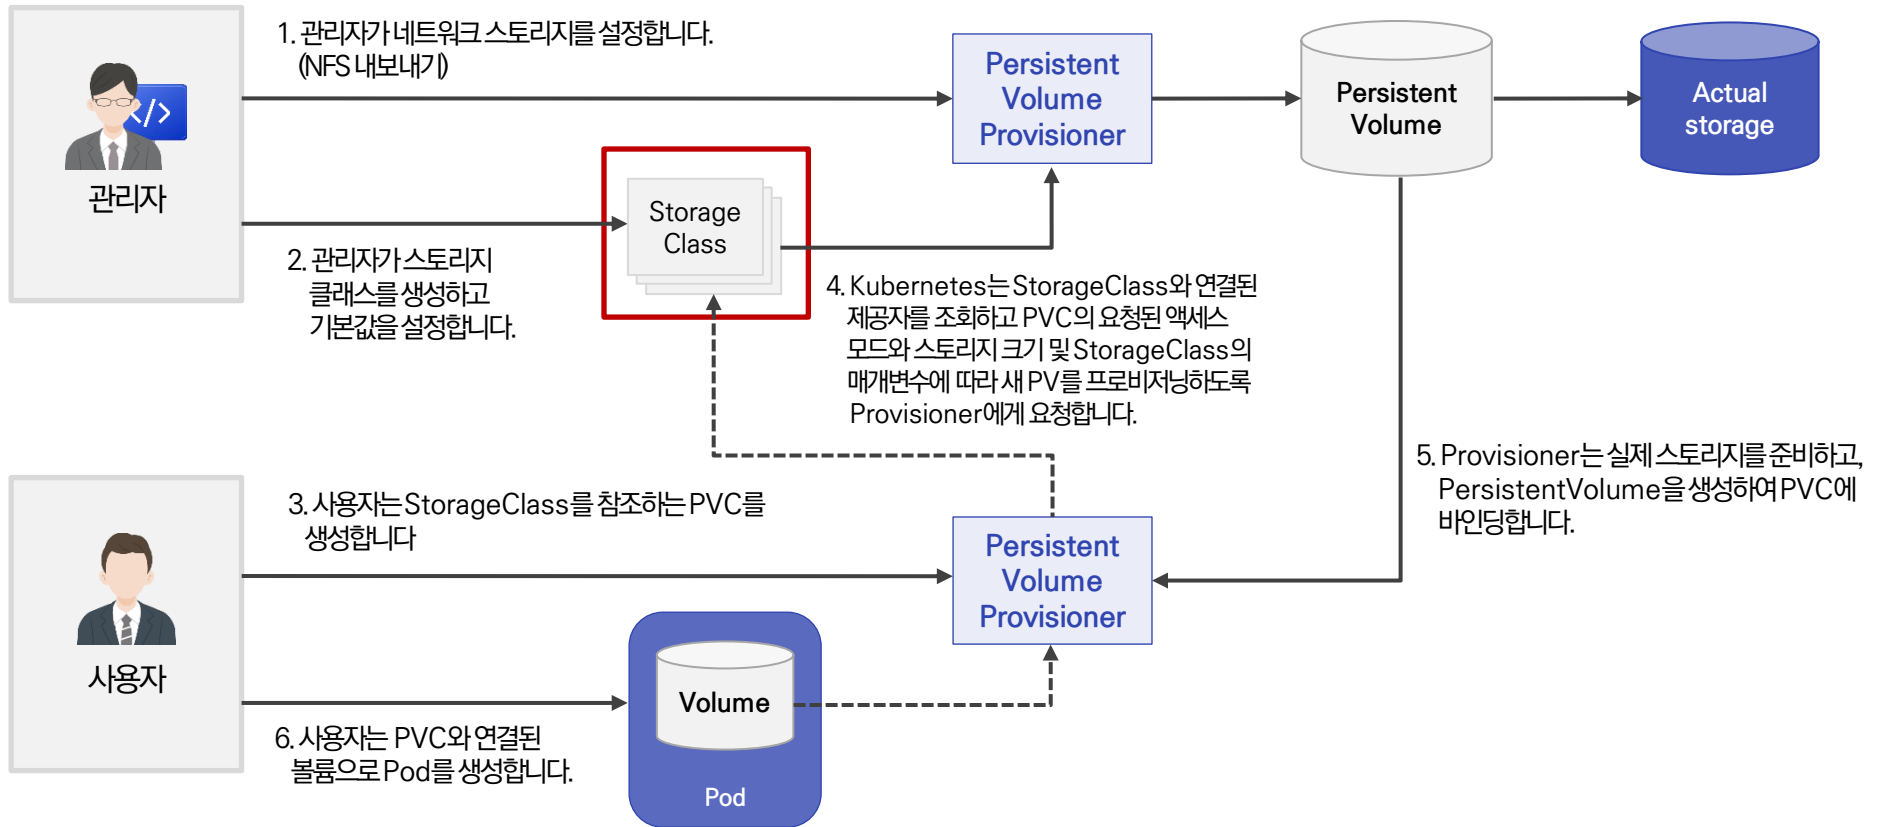 1. 관리자가 네트워크 스토리지를 설정합니다.
(NFS 내보내기)
Persistent
Volume
Provisioner
Persistent
Volume
Actual
storage
</>
관리자
Storage
Class
2. 관리자가 스토리지
클래스를 생성하고
기본값을 설정합니다.
4. Kubernetes는 StorageClass와 연결된
제공자를 조회하고 PVC의 요청된 액세스
모드와 스토리지 크기 및 StorageClass의
매개변수에 따라 새 PV를 프로비저닝하도록
Provisioner에게 요청합니다.
5. Provisioner는 실제 스토리지를 준비하고,
PersistentVolume을 생성하여 PVC에
바인딩합니다.
3. 사용자는 StorageClass를 참조하는 PVC를
생성합니다
Persistent
Volume
Provisioner
사용자
Volume
6. 사용자는 PVC와 연결된
볼륨으로 Pod를 생성합니다.
Pod